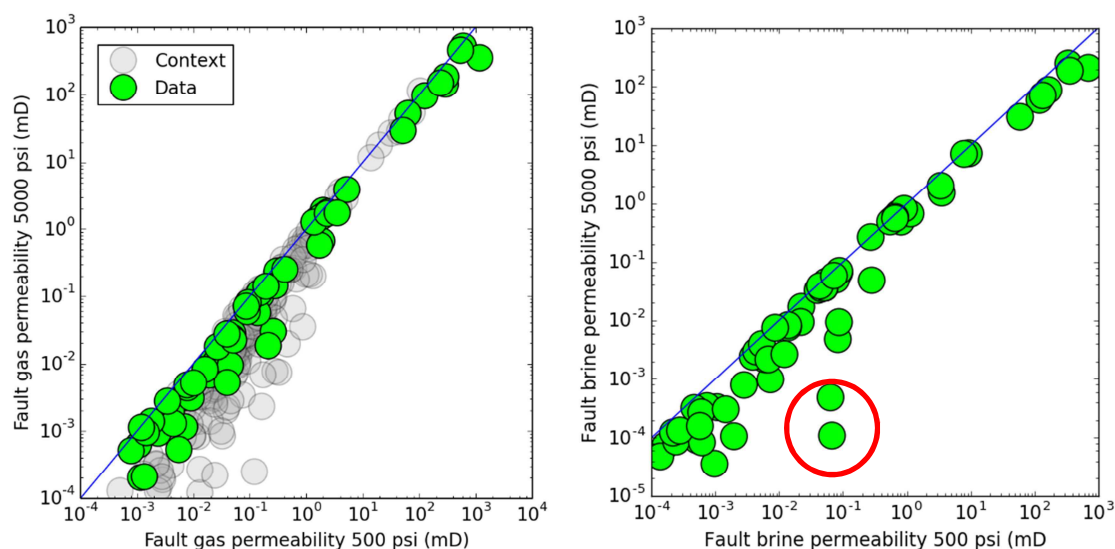 Context
Data
10^3
10^2
10^1
10^0
10^-1
10^-2
10^-3
10^-4
Fault gas permeability 5000 psi (mD)
10^-4 10^-3 10^-2 10^-1 10^0 10^1 10^2 10^3 10^4
Fault gas permeability 500 psi (mD)
10^3
10^2
10^1
10^0
10^-1
10^-2
10^-3
10^-4
10^-5
Fault brine permeability 5000 psi (mD)
10^-4 10^-3 10^-2 10^-1 10^0 10^1 10^2 10^3
Fault brine permeability 500 psi (mD)